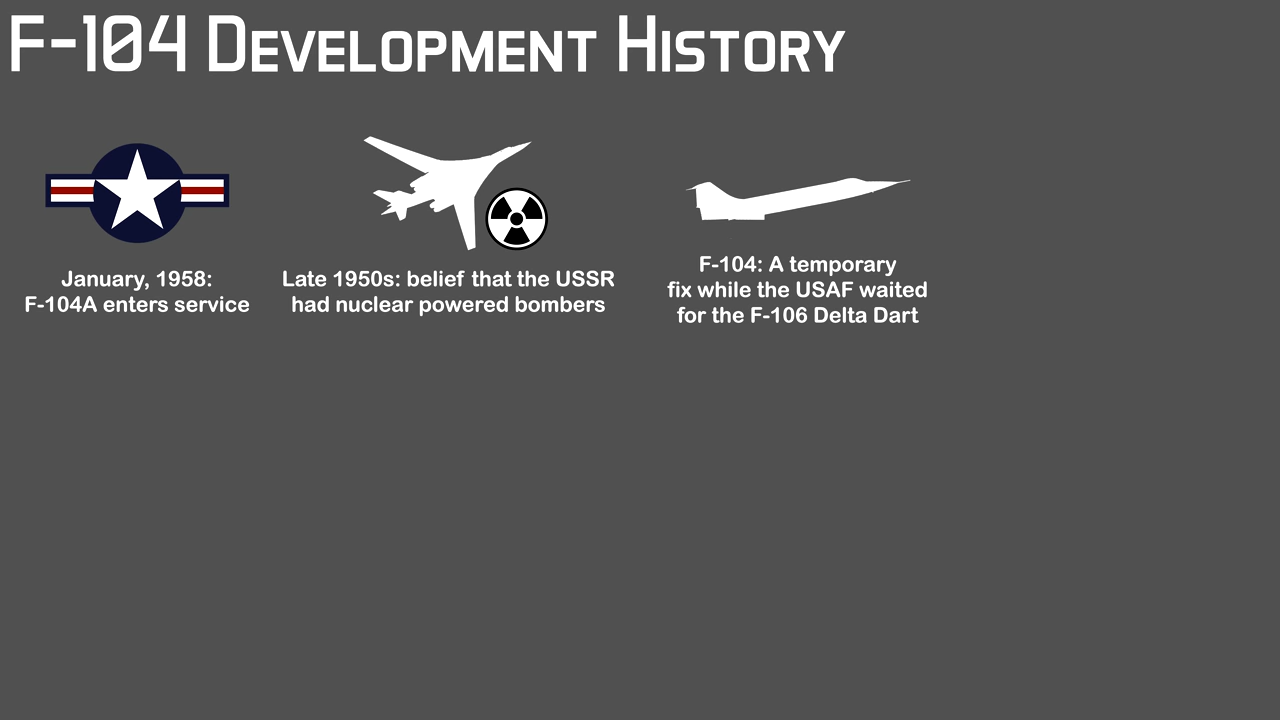 F-104 Development History
January, 1958:
F-104A enters service
Late 1950s: belief that the USSR
had nuclear powered bombers
F-104: A temporary
fix while the USAF waited
for the F-106 Delta Dart